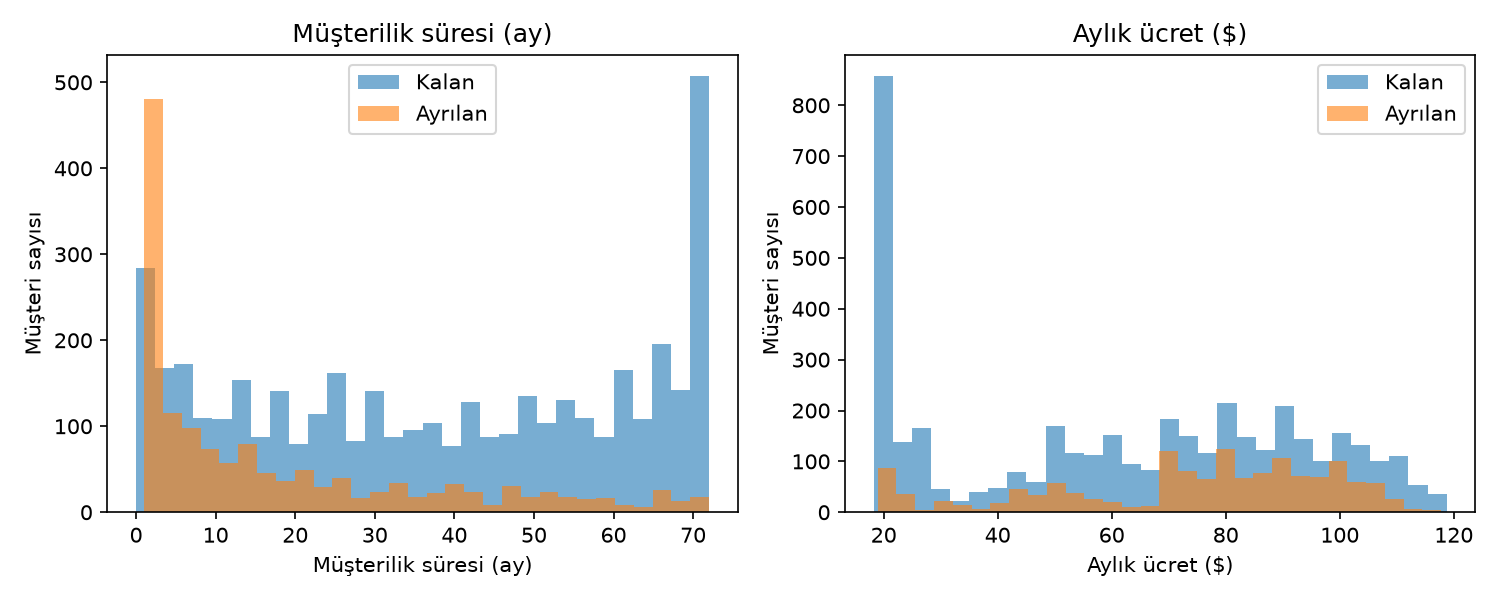 Müşterilik süresi (ay)
Kalan
Ayrılan
Müşteri sayısı
500
400
300
200
100
0
0 10 20 30 40 50 60 70
Müşterilik süresi (ay)
Aylık ücret ($)
Kalan
Ayrılan
Müşteri sayısı
800
700
600
500
400
300
200
100
0
20 40 60 80 100 120
Aylık ücret ($)